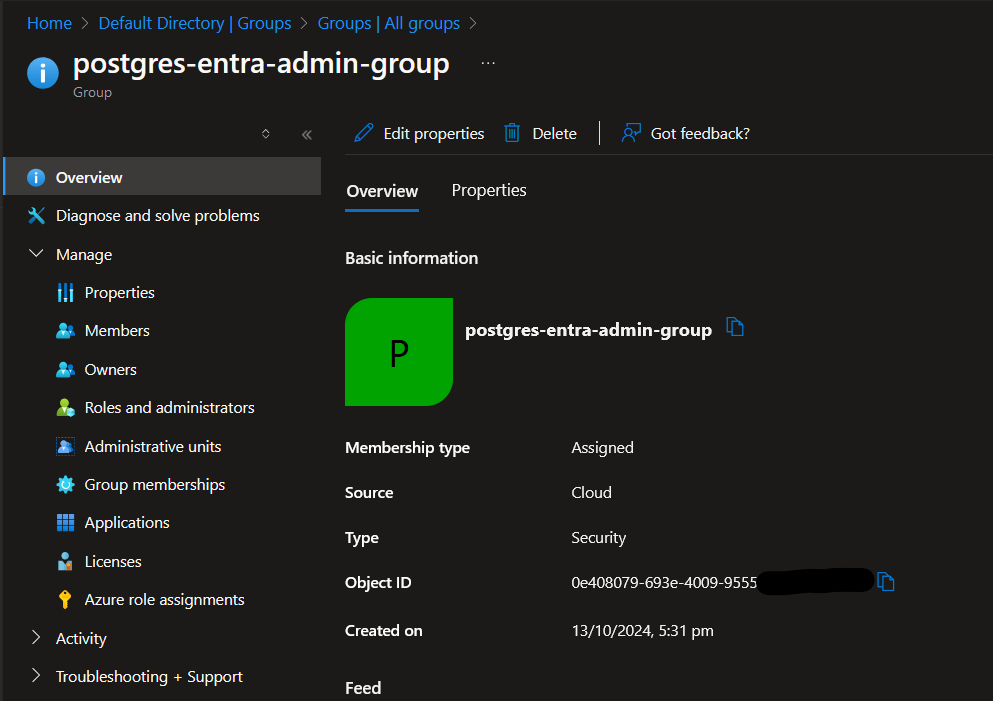 Home > Default Directory | Groups > Groups | All groups >
postgres-entra-admin-group ...
Group
Edit properties Delete Got feedback?
Overview
Diagnose and solve problems
Manage
Properties
Members
Owners
Roles and administrators
Administrative units
Group memberships
Applications
Licenses
Azure role assignments
Activity
Troubleshooting + Support
Overview Properties
Basic information
P
postgres-entra-admin-group
Membership type Assigned
Source Cloud
Type Security
Object ID 0e408079-693e-4009-9555
Created on 13/10/2024, 5:31 pm
Feed